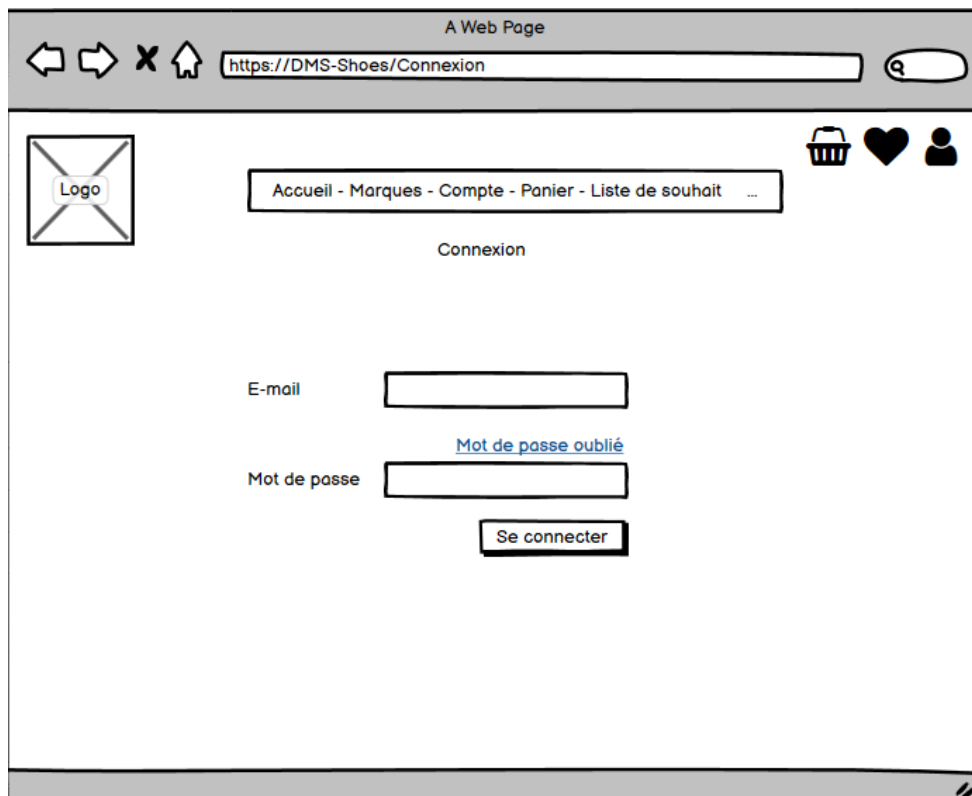 A Web Page
https://DMS-Shoes/Connexion
Logo
Accueil - Marques - Compte - Panier - Liste de souhait ...
Connexion
E-mail
Mot de passe oublié
Mot de passe
Se connecter